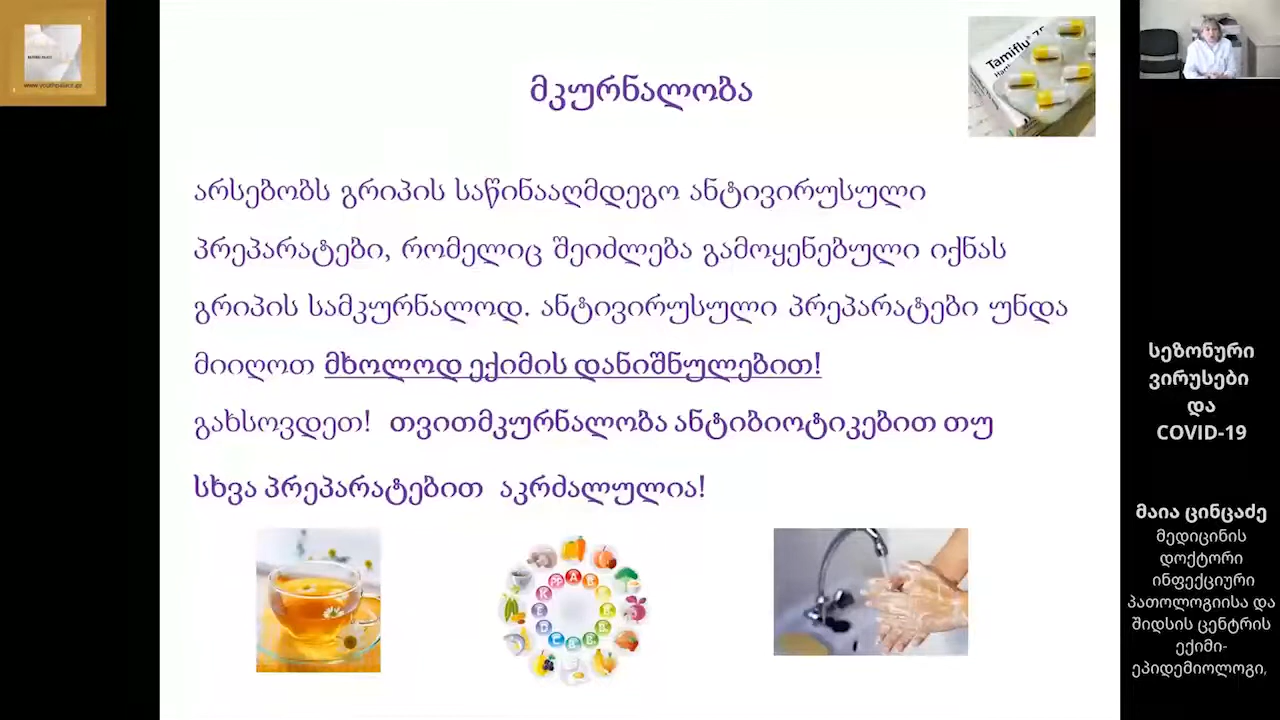 მკურნალობა
Tamiflu
არსებობს გრიპის საწინააღმდეგო ანტივირუსული
პრეპარატები, რომელიც შეიძლება გამოყენებული იქნას
გრიპის სამკურნალოდ. ანტივირუსული პრეპარატები უნდა
მიიღოთ მხოლოდ ექიმის დანიშნულებით!
გახსოვდეთ! თვითმკურნალობა ანტიბიოტიკებით თუ
სხვა პრეპარატებით აკრძალულია!
სეზონური
ვირუსები
და
COVID-19
მაია ცინცაძე
მედიცინის
დოქტორი
ინფექციური
პათოლოგიისა და
შიდსის ცენტრის
ექიმი-
ეპიდემიოლოგი,